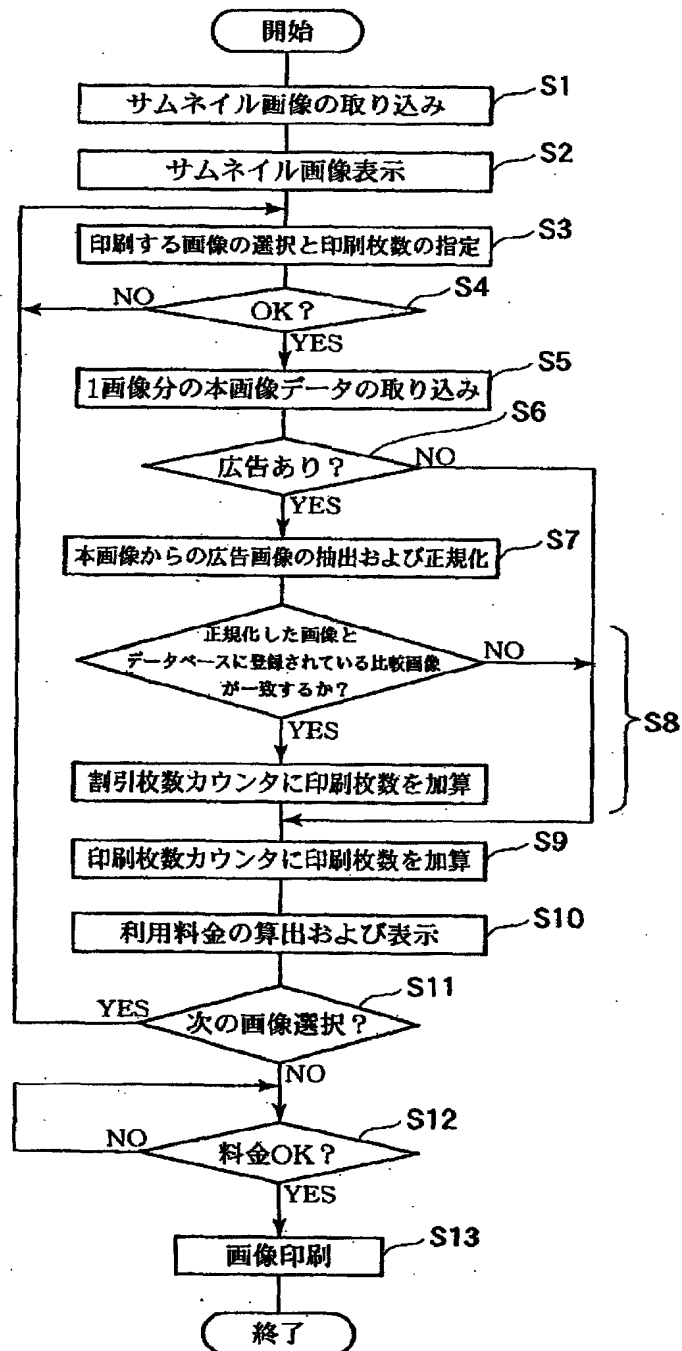 開始
サムネイル画像の取り込み
S1
サムネイル画像表示
S2
印刷する画像の選択と印刷枚数の指定
S3
OK?
S4
NO
YES
1画像分の本画像データの取り込み
S5
広告あり?
S6
NO
YES
本画像からの広告画像の抽出および正規化
S7
正規化した画像と
データベースに登録されている比較画像
が一致するか?
NO
YES
S8
割引枚数カウンタに印刷枚数を加算
印刷枚数カウンタに印刷枚数を加算
S9
利用料金の算出および表示
S10
次の画像選択?
S11
YES
NO
料金OK?
S12
NO
YES
画像印刷
S13
終了